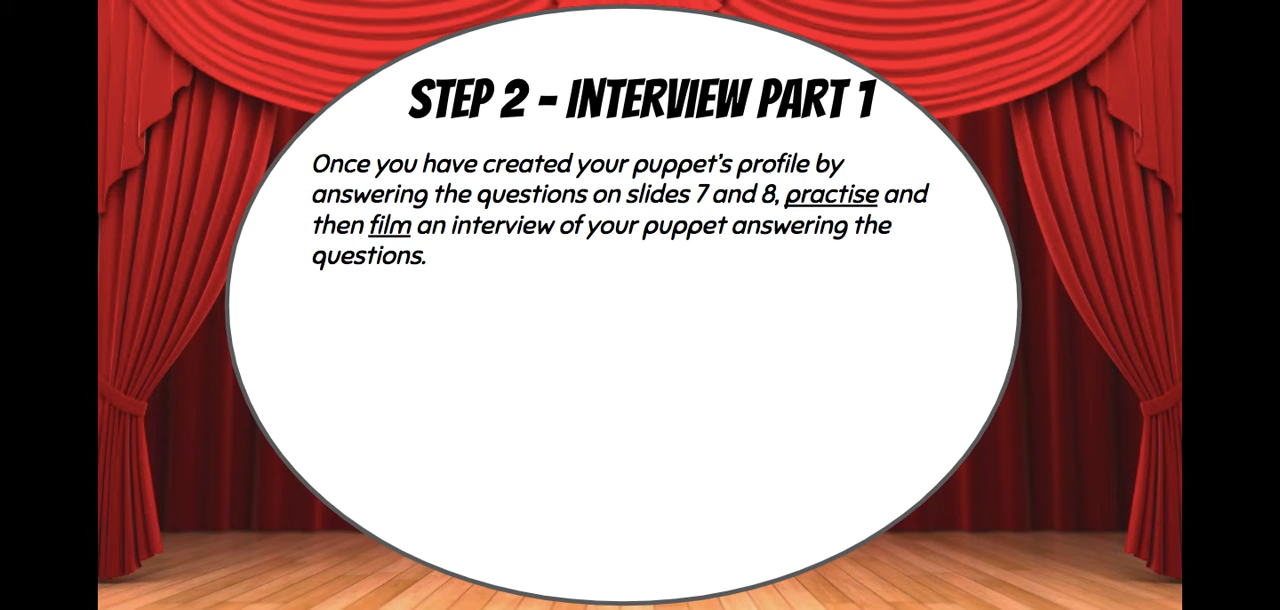 STEP 2 - INTERVIEW PART 1
Once you have created your puppet's profile by
answering the questions on slides 7 and 8, practise and
then film an interview of your puppet answering the
questions.